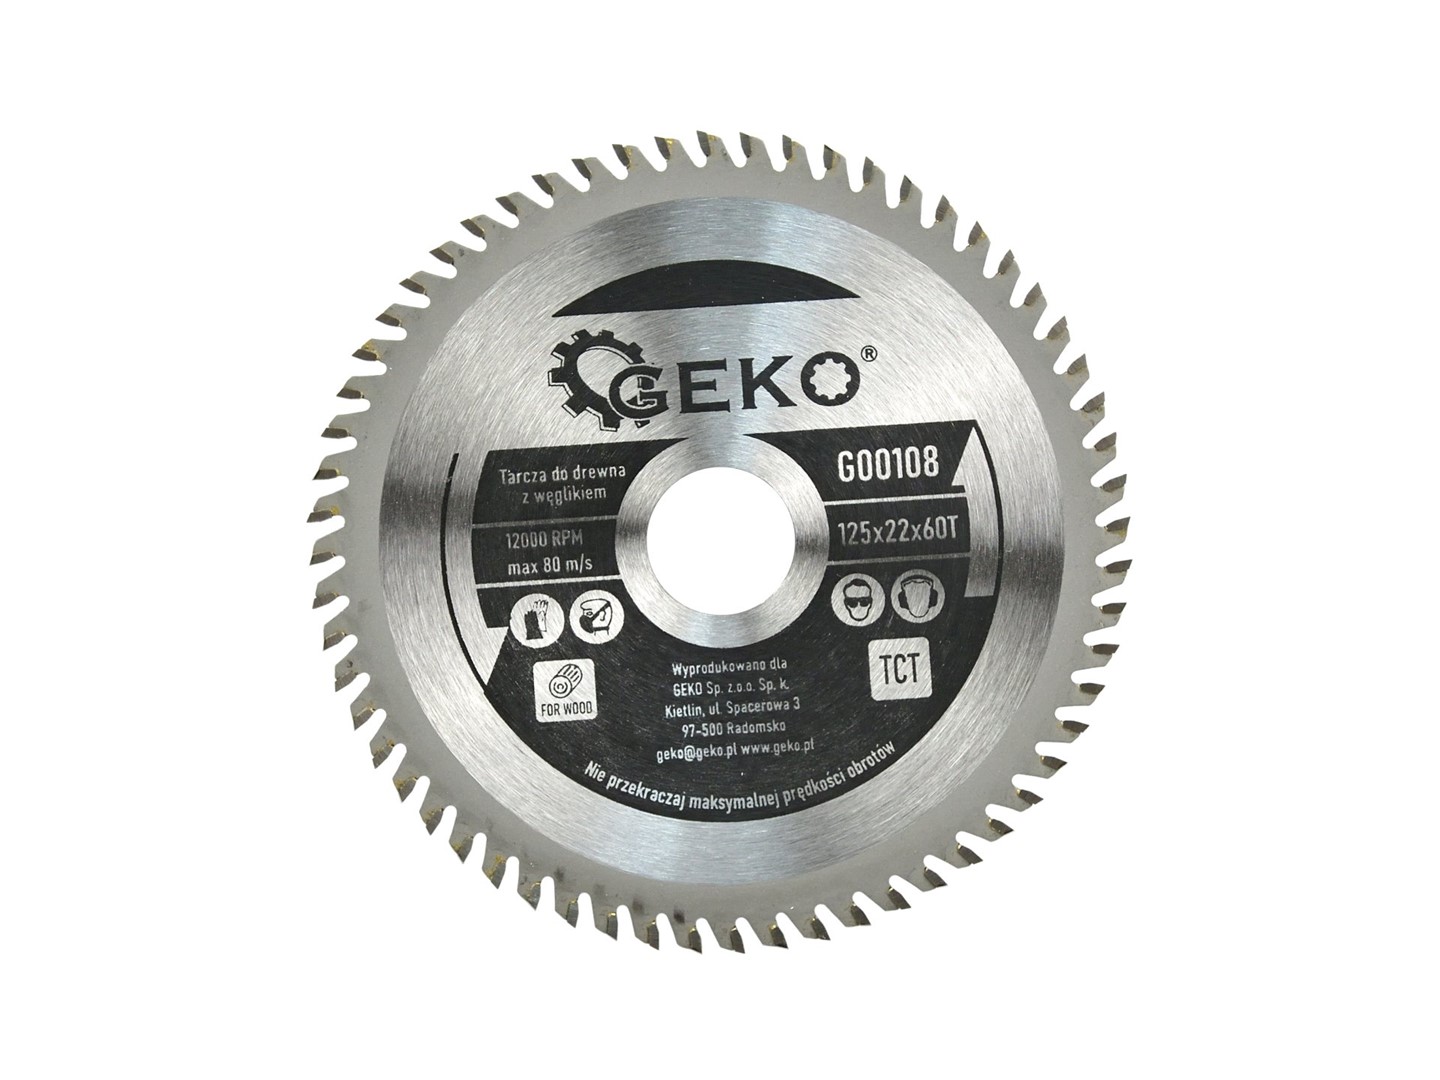 GEKO®
Tarcza do drewna
z węglikiem
12000 RPM
max 80 m/s
G00108
125x22x60T
FOR WOOD
TCT
Wyprodukowano dla
GEKO Sp. z.o.o. Sp. k.
Kietlin, ul. Spacerowa 3
97-500 Radomsko
geko@geko.pl www.geko.pl
Nie przekraczaj maksymalnej prędkości obrotów